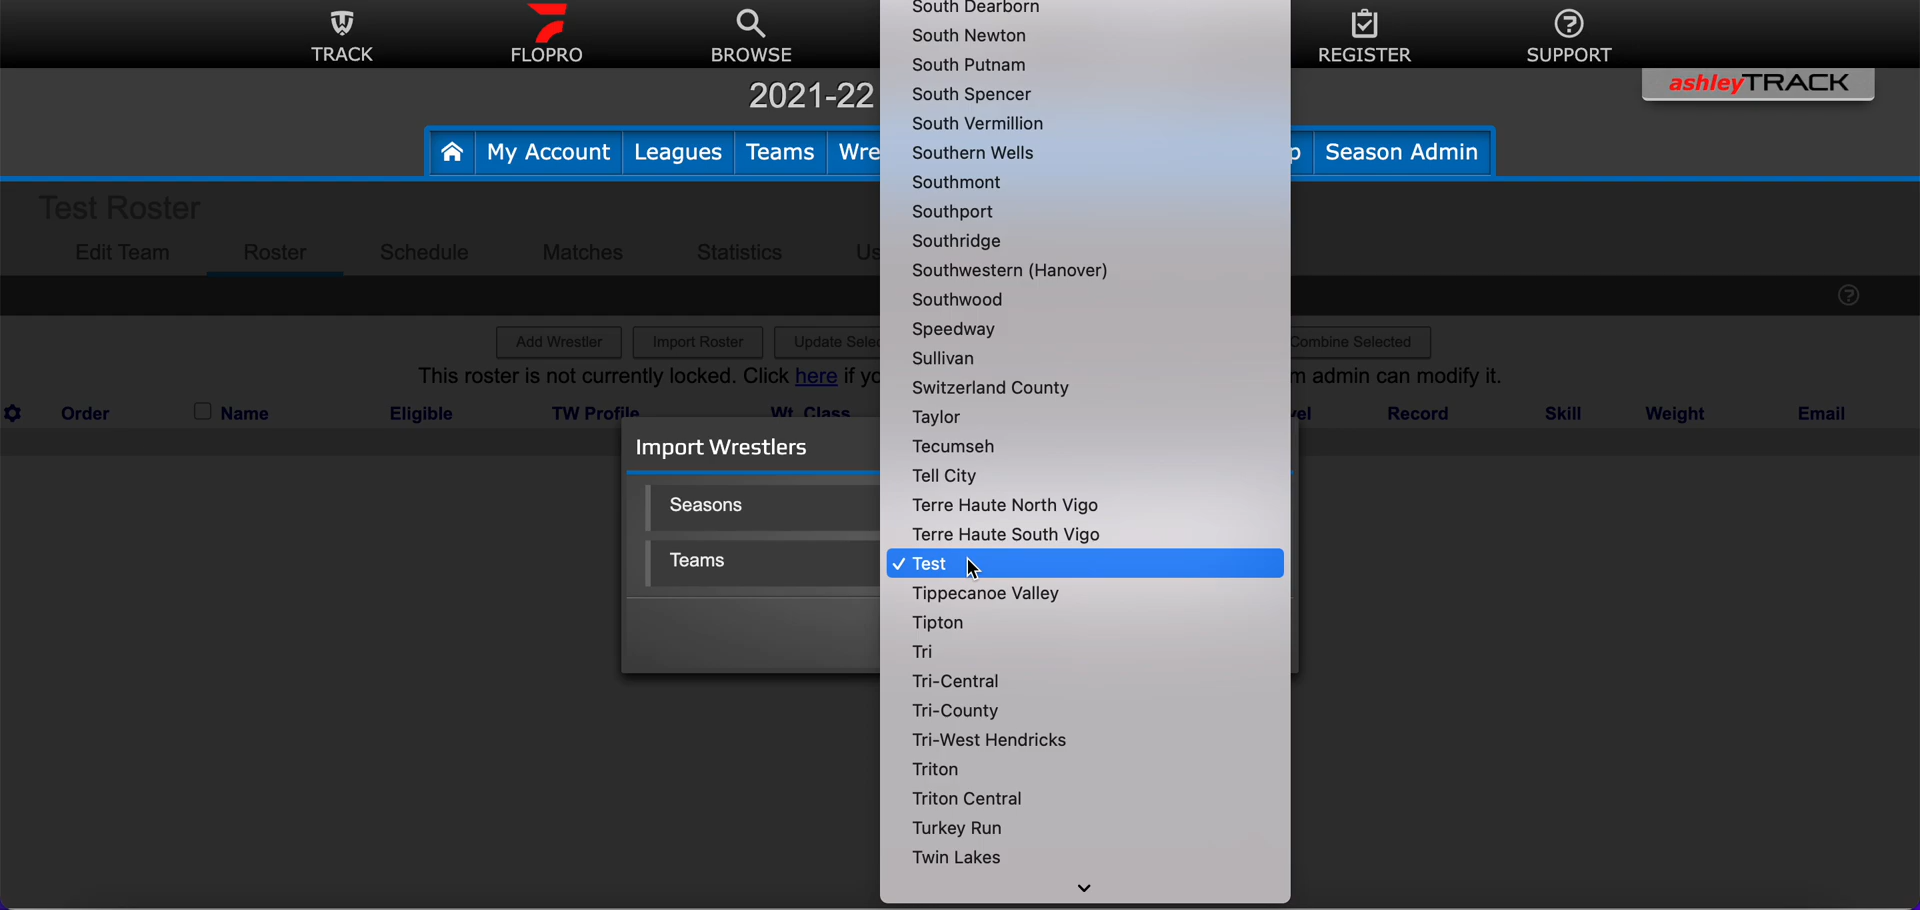 TRACK
FLOPRO
BROWSE
REGISTER
SUPPORT
ashleyTRACK
2021-22
My Account
Leagues
Teams
Wre
p
Season Admin
Test Roster
Edit Team
Roster
Schedule
Matches
Statistics
Us
Add Wrestler
Import Roster
Update Selec
Combine Selected
This roster is not currently locked. Click here if yo
m admin can modify it.
Order
Name
Eligible
TW Profile
Wt. Class
vel
Record
Skill
Weight
Email
Import Wrestlers
Seasons
Teams
South Dearborn
South Newton
South Putnam
South Spencer
South Vermillion
Southern Wells
Southmont
Southport
Southridge
Southwestern (Hanover)
Southwood
Speedway
Sullivan
Switzerland County
Taylor
Tecumseh
Tell City
Terre Haute North Vigo
Terre Haute South Vigo
✓ Test
Tippecanoe Valley
Tipton
Tri
Tri-Central
Tri-County
Tri-West Hendricks
Triton
Triton Central
Turkey Run
Twin Lakes